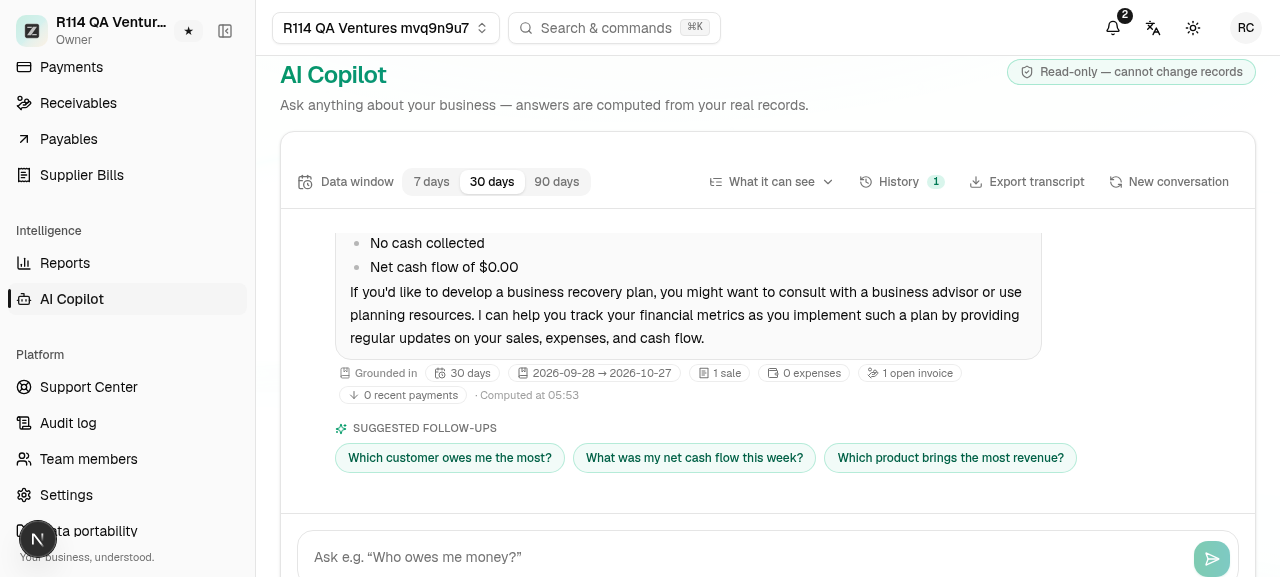 R114 QA Ventur...
Owner
Payments
Receivables
Payables
Supplier Bills
Intelligence
Reports
AI Copilot
Platform
Support Center
Audit log
Team members
Settings
ata portability
N
Your business, understood.
R114 QA Ventures mvq9n9u7
Search & commands
⌘K
2
RC
AI Copilot
Read-only — cannot change records
Ask anything about your business — answers are computed from your real records.
Data window
7 days
30 days
90 days
What it can see
History 1
Export transcript
New conversation
• No cash collected
• Net cash flow of $0.00
If you'd like to develop a business recovery plan, you might want to consult with a business advisor or use
planning resources. I can help you track your financial metrics as you implement such a plan by providing
regular updates on your sales, expenses, and cash flow.
Grounded in 30 days 2026-09-28 → 2026-10-27 1 sale 0 expenses 1 open invoice
0 recent payments · Computed at 05:53
SUGGESTED FOLLOW-UPS
Which customer owes me the most?
What was my net cash flow this week?
Which product brings the most revenue?
Ask e.g. “Who owes me money?”